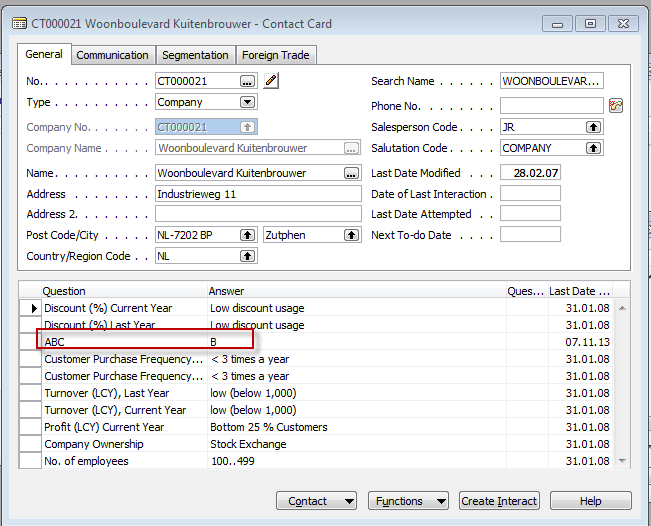 CT000021 Woonboulevard Kuitenbrouwer - Contact Card
General Communication Segmentation Foreign Trade
No. CT000021 ... Search Name WOONBOULEVAR...
Type Company Phone No.
Company No. CT000021 Salesperson Code JR
Company Name Woonboulevard Kuitenbrouwer ... Salutation Code COMPANY
Name Woonboulevard Kuitenbrouwer ... Last Date Modified 28.02.07
Address Industrieweg 11 Date of Last Interaction
Address 2 Last Date Attempted
Post Code/City NL-7202 BP Zutphen Next To-do Date
Country/Region Code NL
Question Answer Ques... Last Date ...
Discount (%) Current Year Low discount usage 31.01.08
Discount (%) Last Year Low discount usage 31.01.08
ABC B 07.11.13
Customer Purchase Frequency... < 3 times a year 31.01.08
Customer Purchase Frequency... < 3 times a year 31.01.08
Turnover (LCY), Last Year low (below 1,000) 31.01.08
Turnover (LCY), Current Year low (below 1,000) 31.01.08
Profit (LCY) Current Year Bottom 25 % Customers 31.01.08
Company Ownership Stock Exchange 31.01.08
No. of employees 100..499 31.01.08
Contact Functions Create Interact Help